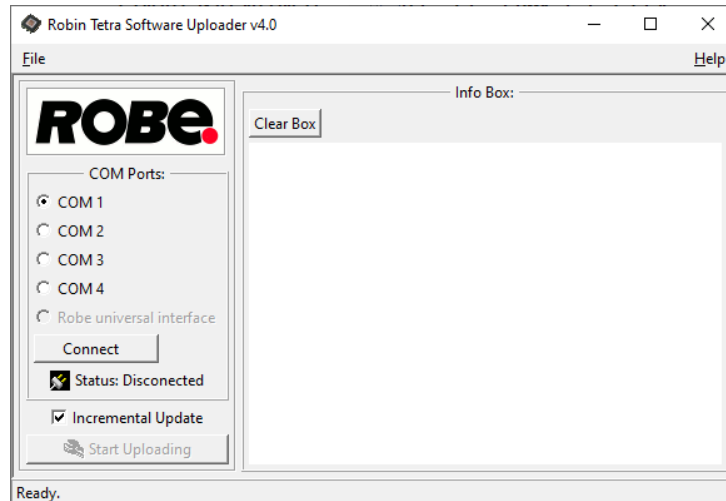 Robin Tetra Software Uploader v4.0
File
Help
ROBe.
Info Box:
Clear Box
COM Ports:
COM 1
COM 2
COM 3
COM 4
Robe universal interface
Connect
Status: Disconected
Incremental Update
Start Uploading
Ready.